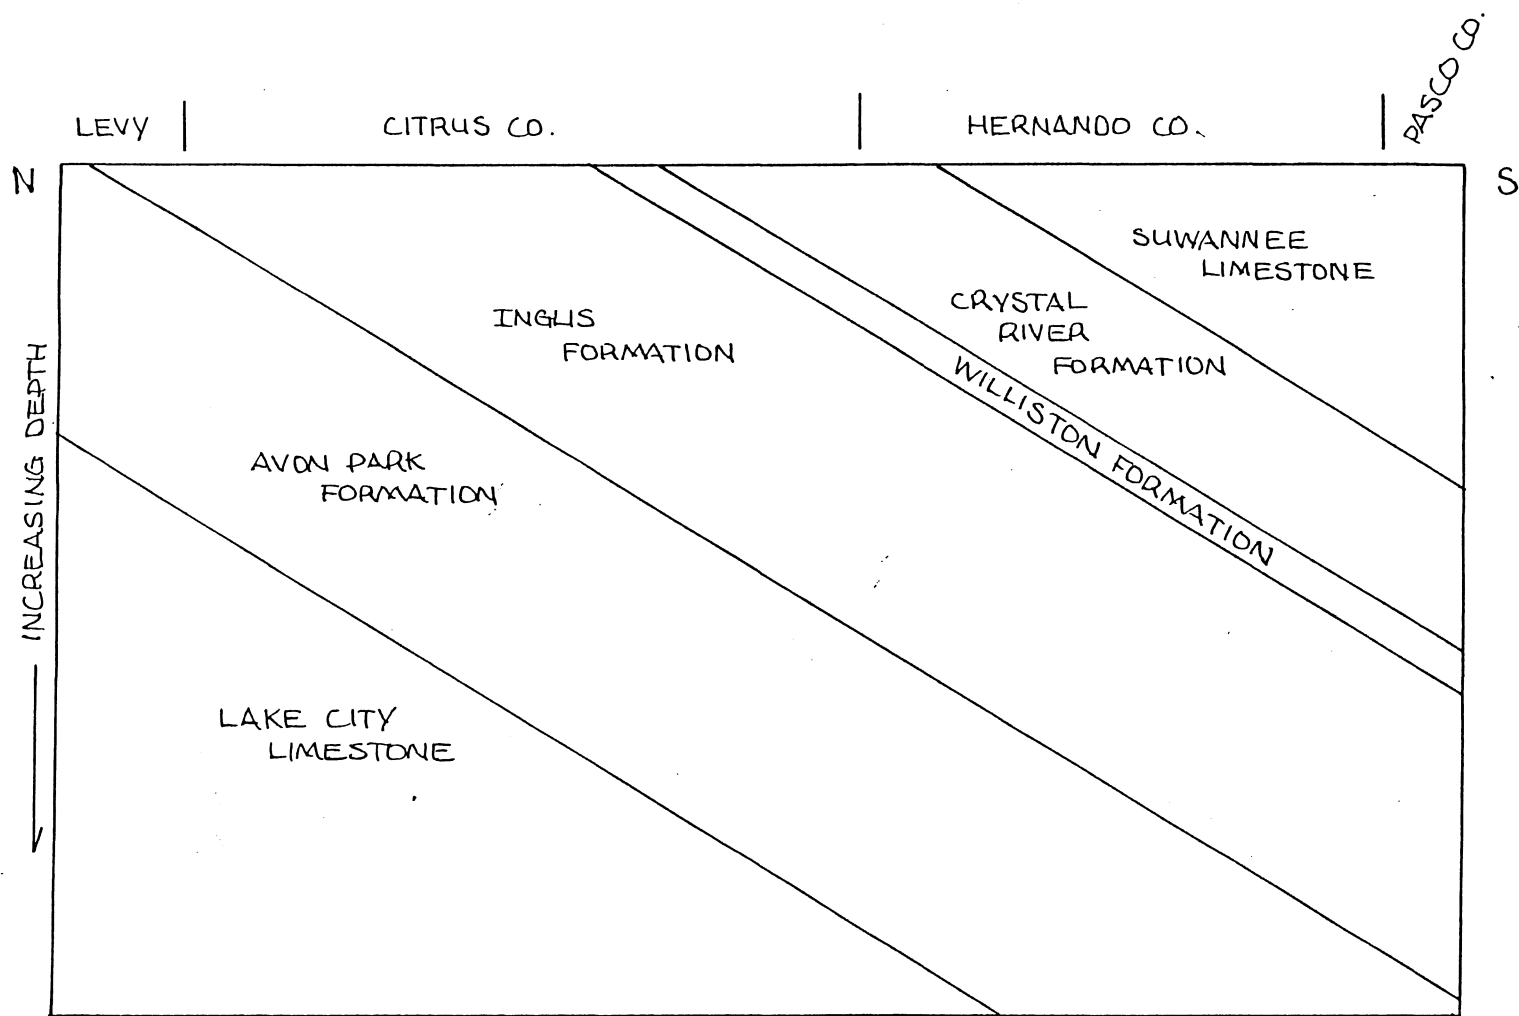 PASCO CO.
LEVY
CITRUS CO.
HERNANDO CO.
N
S
SUWANNEE
LIMESTONE
CRYSTAL
RIVER
FORMATION
INGLIS
FORMATION
WILLISTON FORMATION
AVON PARK
FORMATION
INCREASING DEPTH
LAKE CITY
LIMESTONE